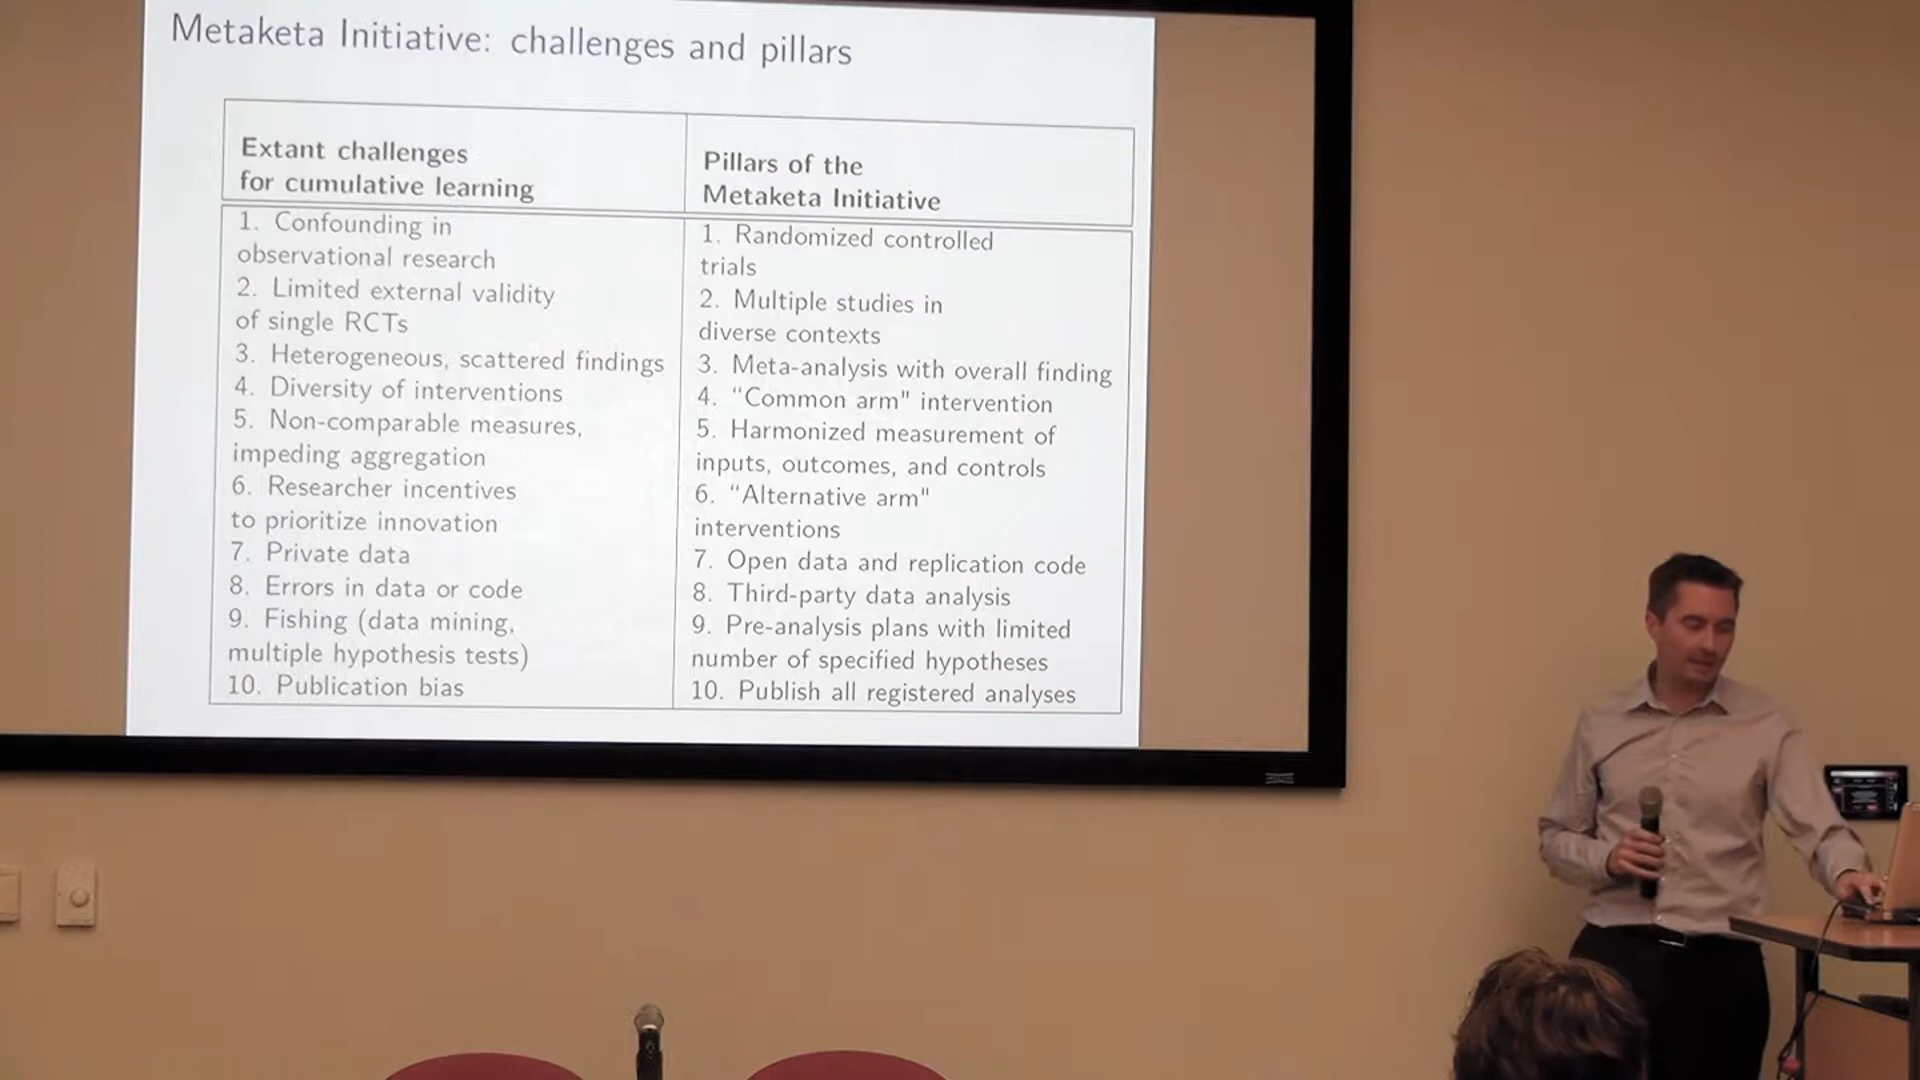 Metaketa Initiative: challenges and pillars
Extant challenges
for cumulative learning
1. Confounding in
observational research
2. Limited external validity
of single RCTs
3. Heterogeneous, scattered findings
4. Diversity of interventions
5. Non-comparable measures,
impeding aggregation
6. Researcher incentives
to prioritize innovation
7. Private data
8. Errors in data or code
9. Fishing (data mining,
multiple hypothesis tests)
10. Publication bias
Pillars of the
Metaketa Initiative
1. Randomized controlled
trials
2. Multiple studies in
diverse contexts
3. Meta-analysis with overall finding
4. “Common arm" intervention
5. Harmonized measurement of
inputs, outcomes, and controls
6. “Alternative arm"
interventions
7. Open data and replication code
8. Third-party data analysis
9. Pre-analysis plans with limited
number of specified hypotheses
10. Publish all registered analyses